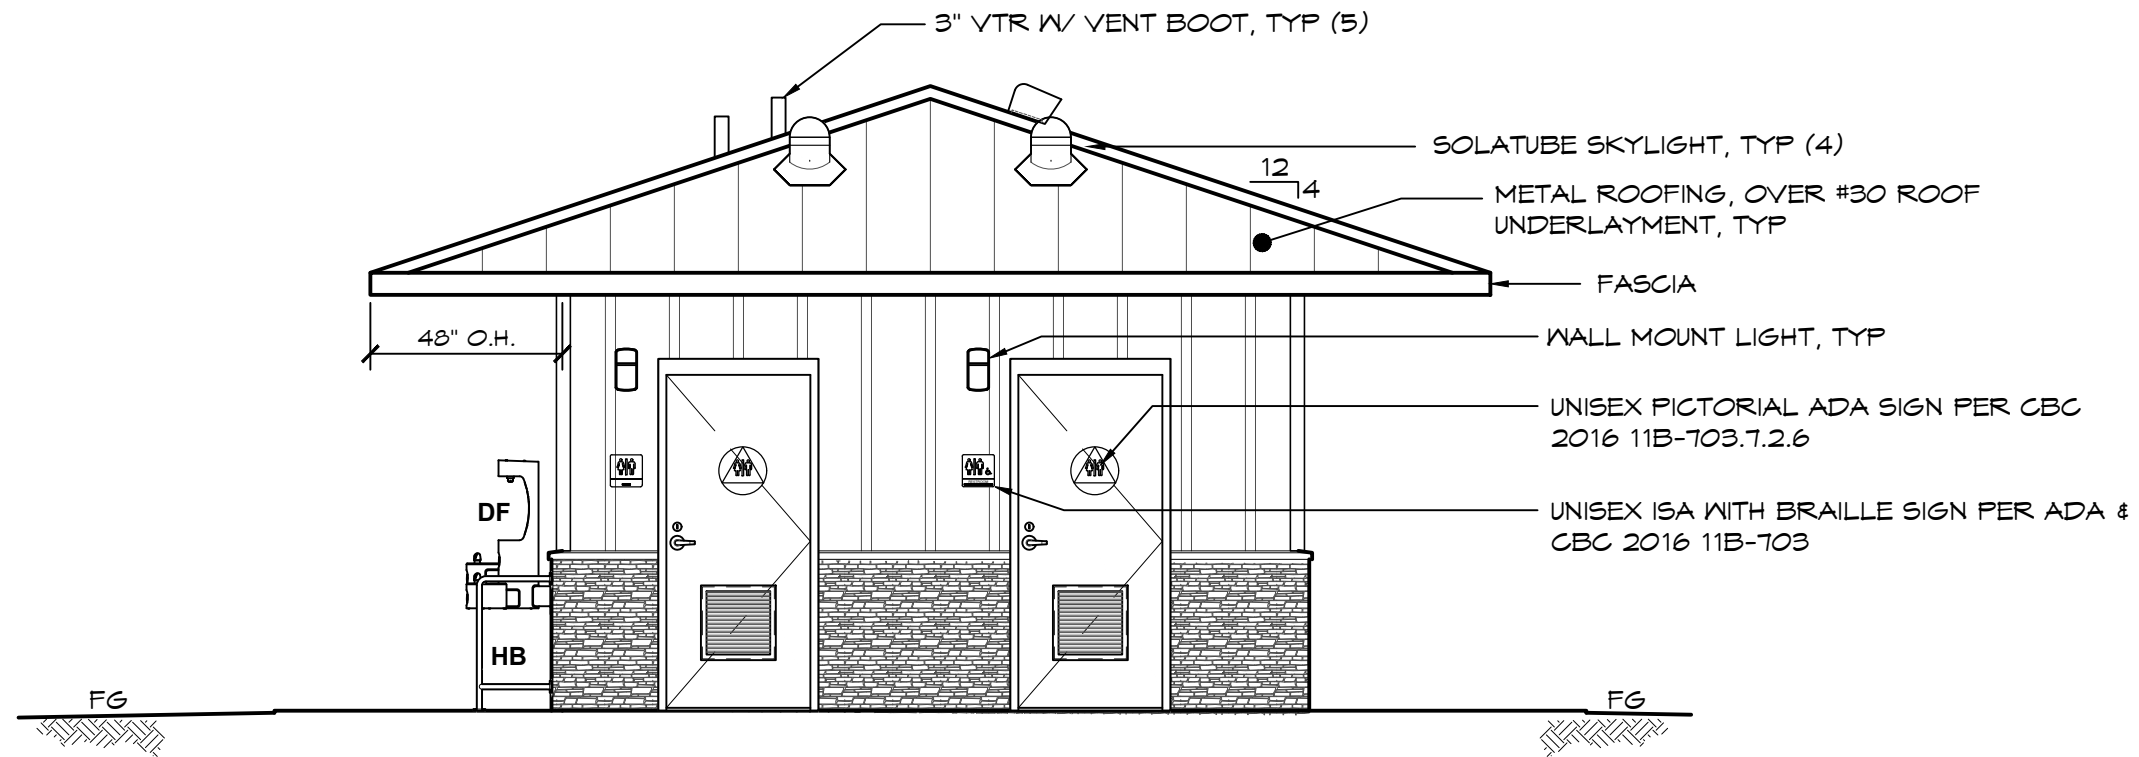 3" VTR W/ VENT BOOT, TYP (5)
SOLATUBE SKYLIGHT, TYP (4)
12
4
METAL ROOFING, OVER #30 ROOF
UNDERLAYMENT, TYP
FASCIA
48" O.H.
WALL MOUNT LIGHT, TYP
UNISEX PICTORIAL ADA SIGN PER CBC
2016 11B-703.7.2.6
DF
UNISEX ISA WITH BRAILLE SIGN PER ADA &
CBC 2016 11B-703
HB
FG
FG